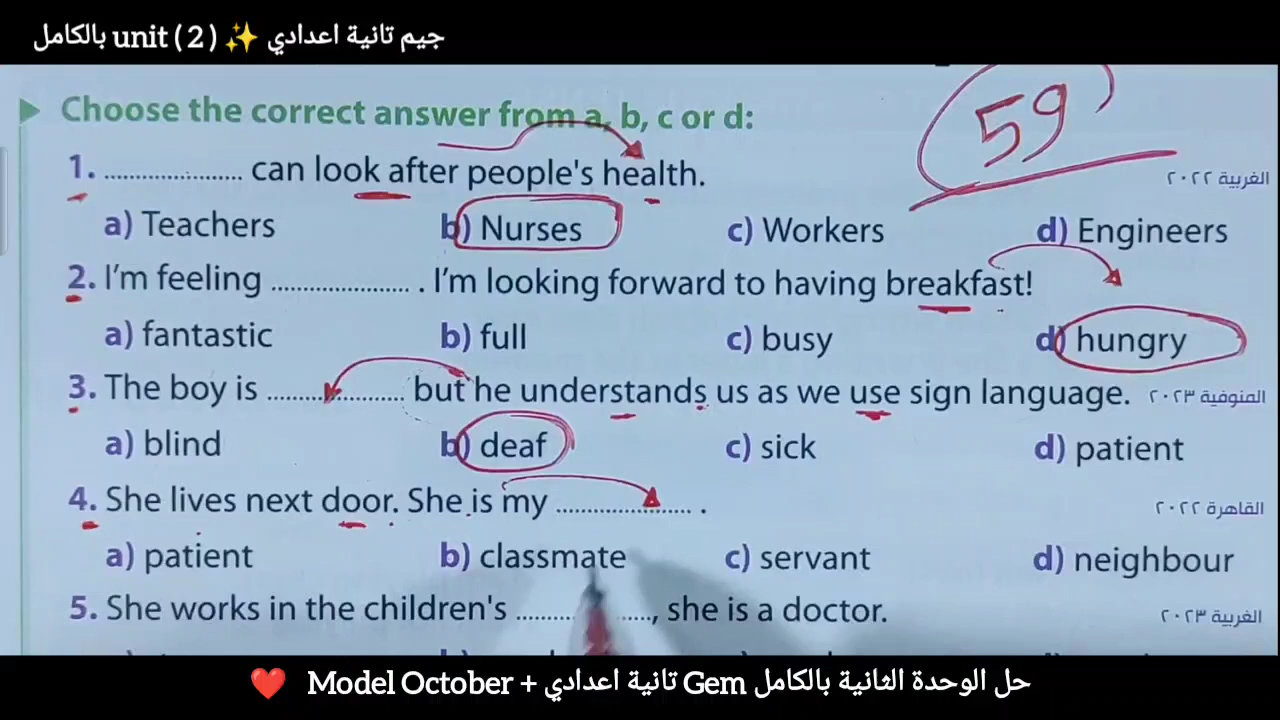 جيم تانية اعدادي ✨ unit ( 2 ) بالكامل
59
Choose the correct answer from a, b, c or d:
1. ...................... can look after people's health. الغربية ٢٠٢٢
a) Teachers b) Nurses c) Workers d) Engineers
2. I'm feeling ...................... . I'm looking forward to having breakfast!
a) fantastic b) full c) busy d) hungry
3. The boy is ...................... but he understands us as we use sign language. المنوفية ٢٠٢٣
a) blind b) deaf c) sick d) patient
4. She lives next door. She is my ...................... . القاهرة ٢٠٢٢
a) patient b) classmate c) servant d) neighbour
5. She works in the children's ......................, she is a doctor. الغربية ٢٠٢٣
حل الوحدة الثانية بالكامل Gem تانية اعدادي + Model October ❤️